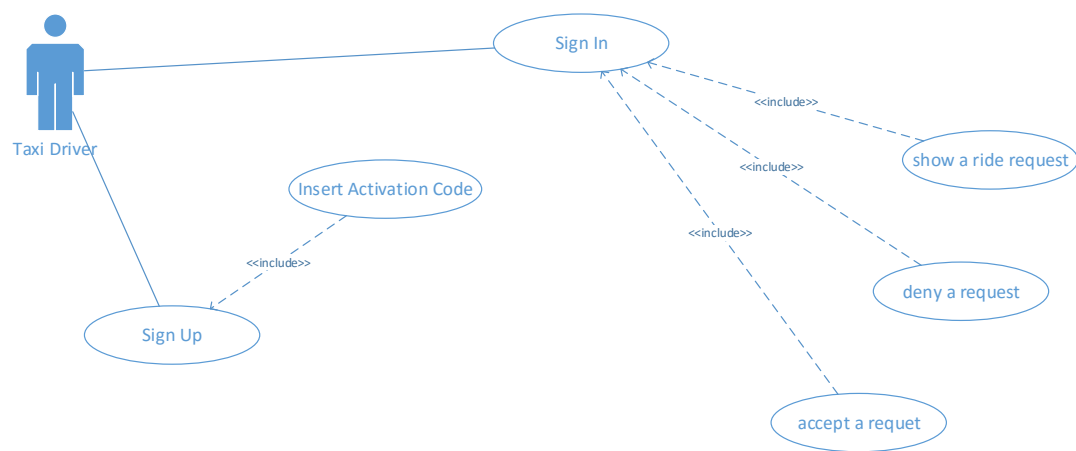 Sign In
<<include>>
Taxi Driver
show a ride request
<<include>>
Insert Activation Code
<<include>>
<<include>>
deny a request
Sign Up
accept a requet